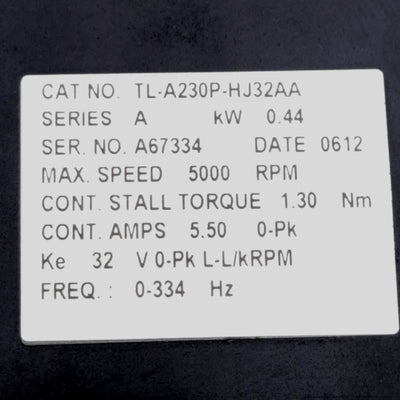 CAT NO. TL-A230P-HJ32AA
SERIES A kW 0.44
SER. NO. A67334 DATE 0612
MAX. SPEED 5000 RPM
CONT. STALL TORQUE 1.30 Nm
CONT. AMPS 5.50 0-Pk
Ke 32 V 0-Pk L-L/kRPM
FREQ. : 0-334 Hz